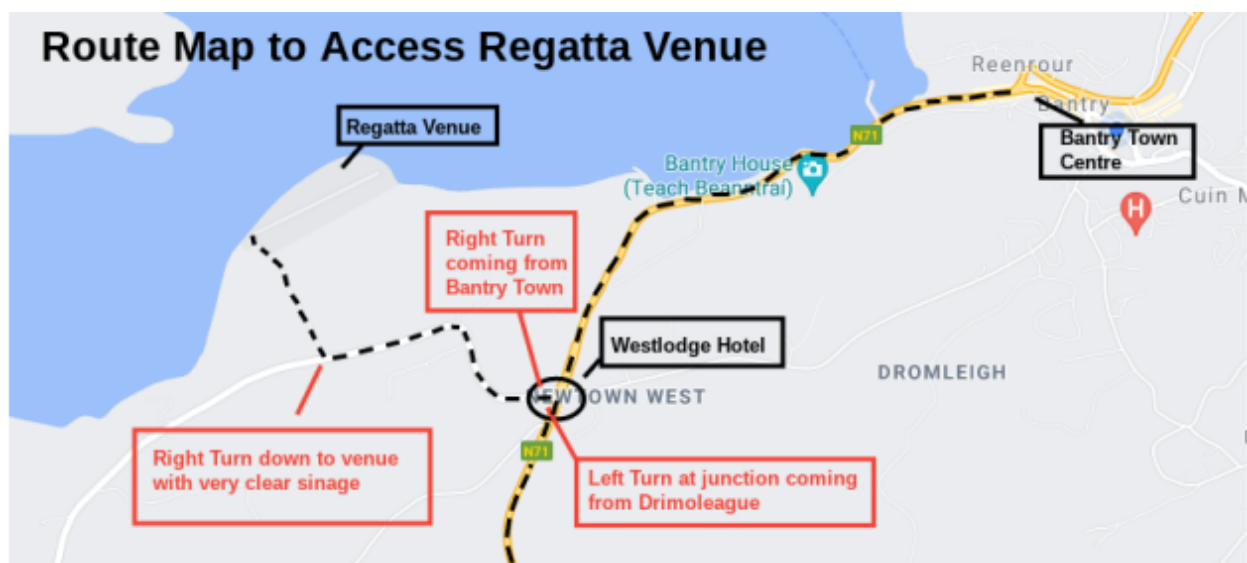 Route Map to Access Regatta Venue
Reenrour
Regatta Venue
Bantry
N71
Bantry Town
Centre
Bantry House
(Teach Beanntraí)
Cuin M
H
Right Turn
coming from
Bantry Town
Westlodge Hotel
DROMLEIGH
NEWTOWN WEST
N71
Right Turn down to venue
with very clear sinage
Left Turn at junction coming
from Drimoleague